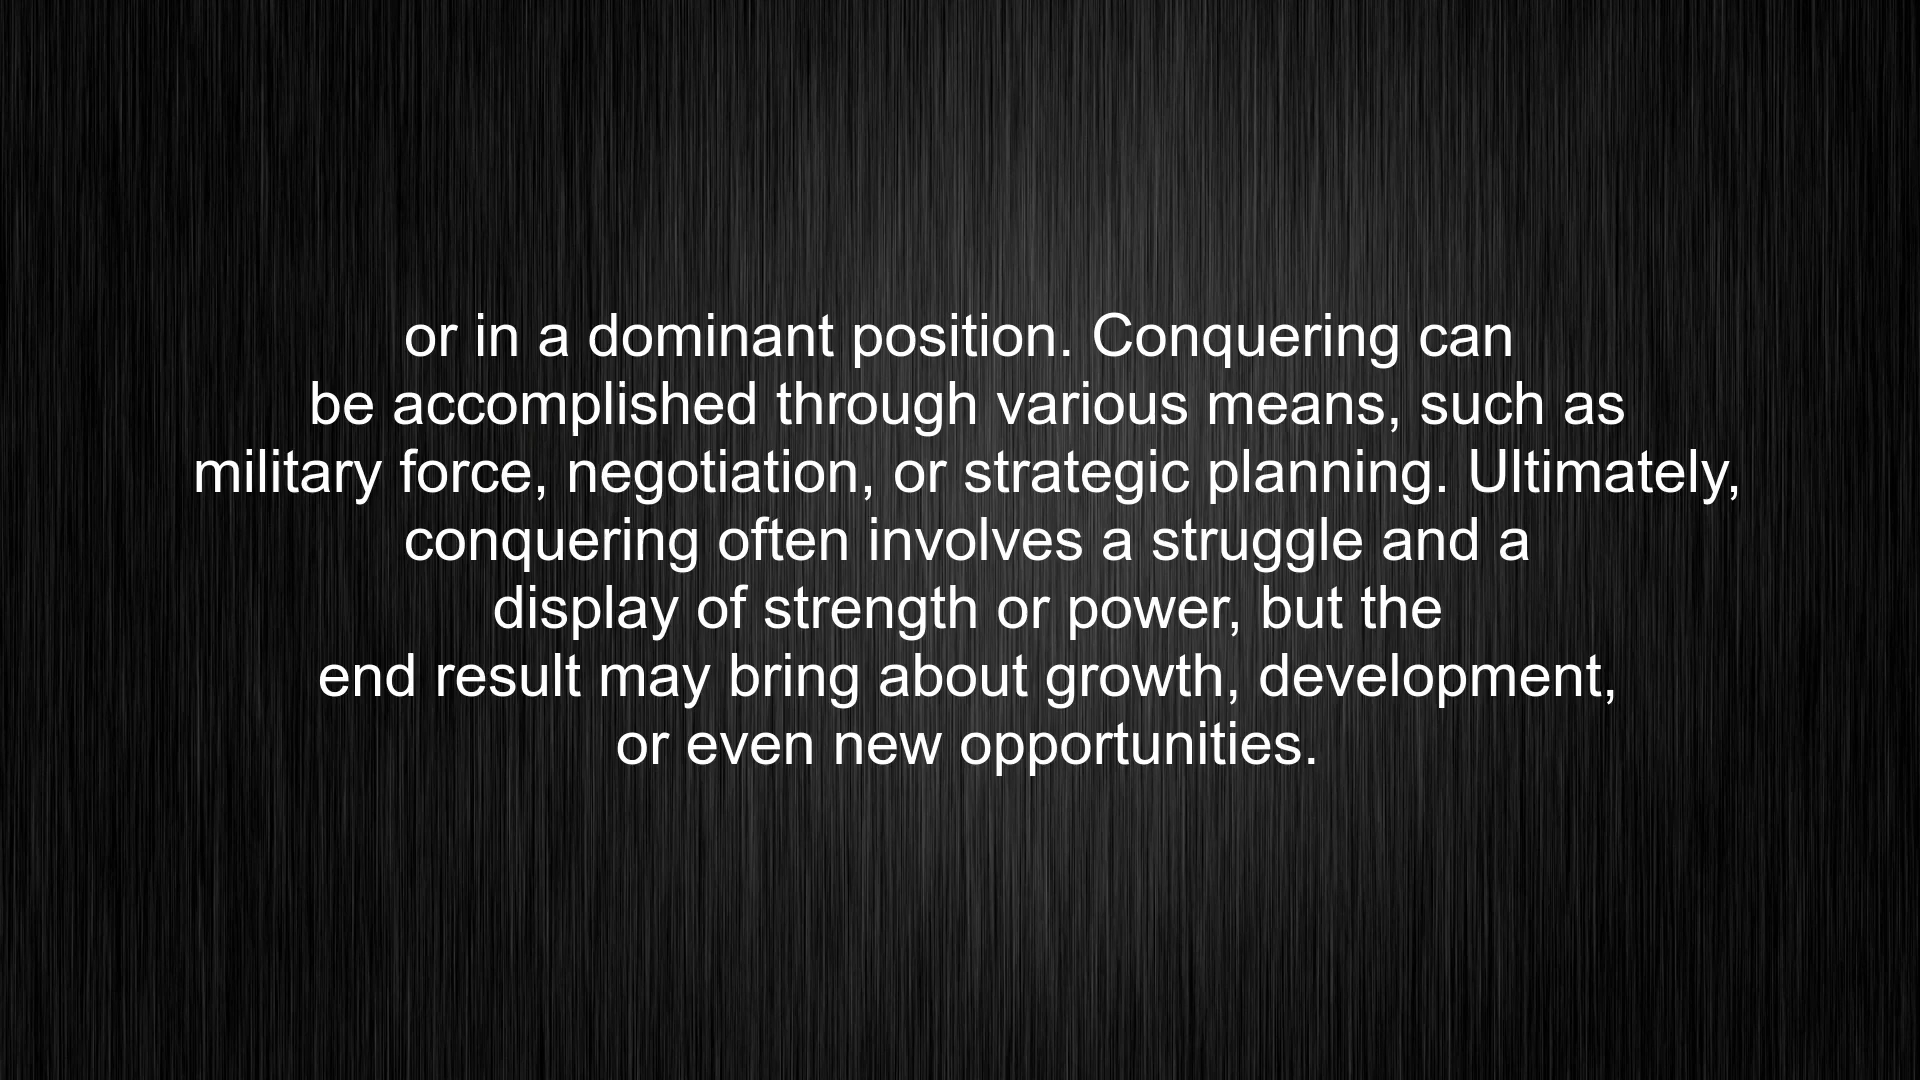 or in a dominant position. Conquering can
be accomplished through various means, such as
military force, negotiation, or strategic planning. Ultimately,
conquering often involves a struggle and a
display of strength or power, but the
end result may bring about growth, development,
or even new opportunities.